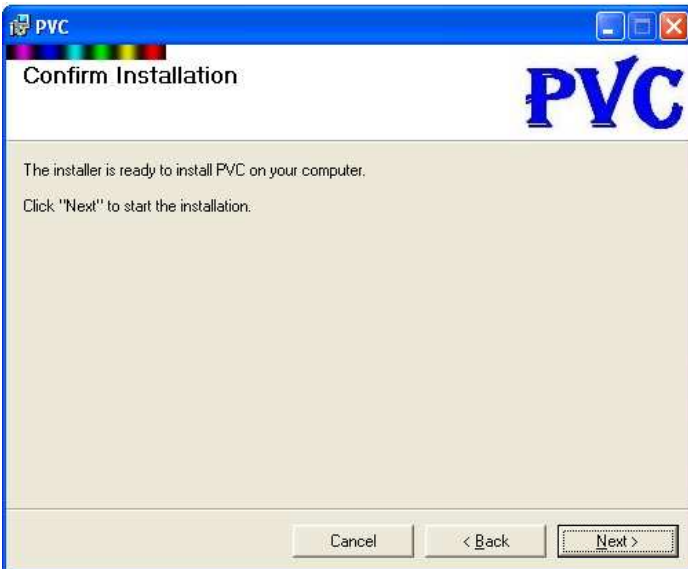 PVC
Confirm Installation
PVC
The installer is ready to install PVC on your computer.
Click "Next" to start the installation.
Cancel
< Back
Next >